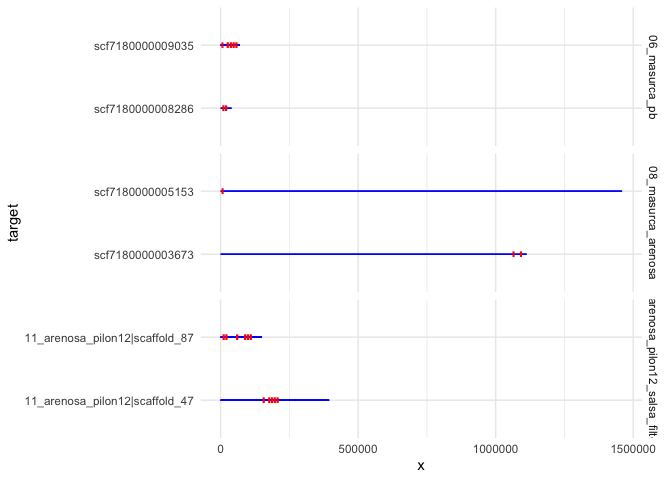 scf7180000009035
scf7180000008286
06_masurca_pb
scf7180000005153
scf7180000003673
08_masurca_arenosa
11_arenosa_pilon12|scaffold_87
11_arenosa_pilon12|scaffold_47
arenosa_pilon12_salsa_filt
target
0 500000 1000000 1500000
x